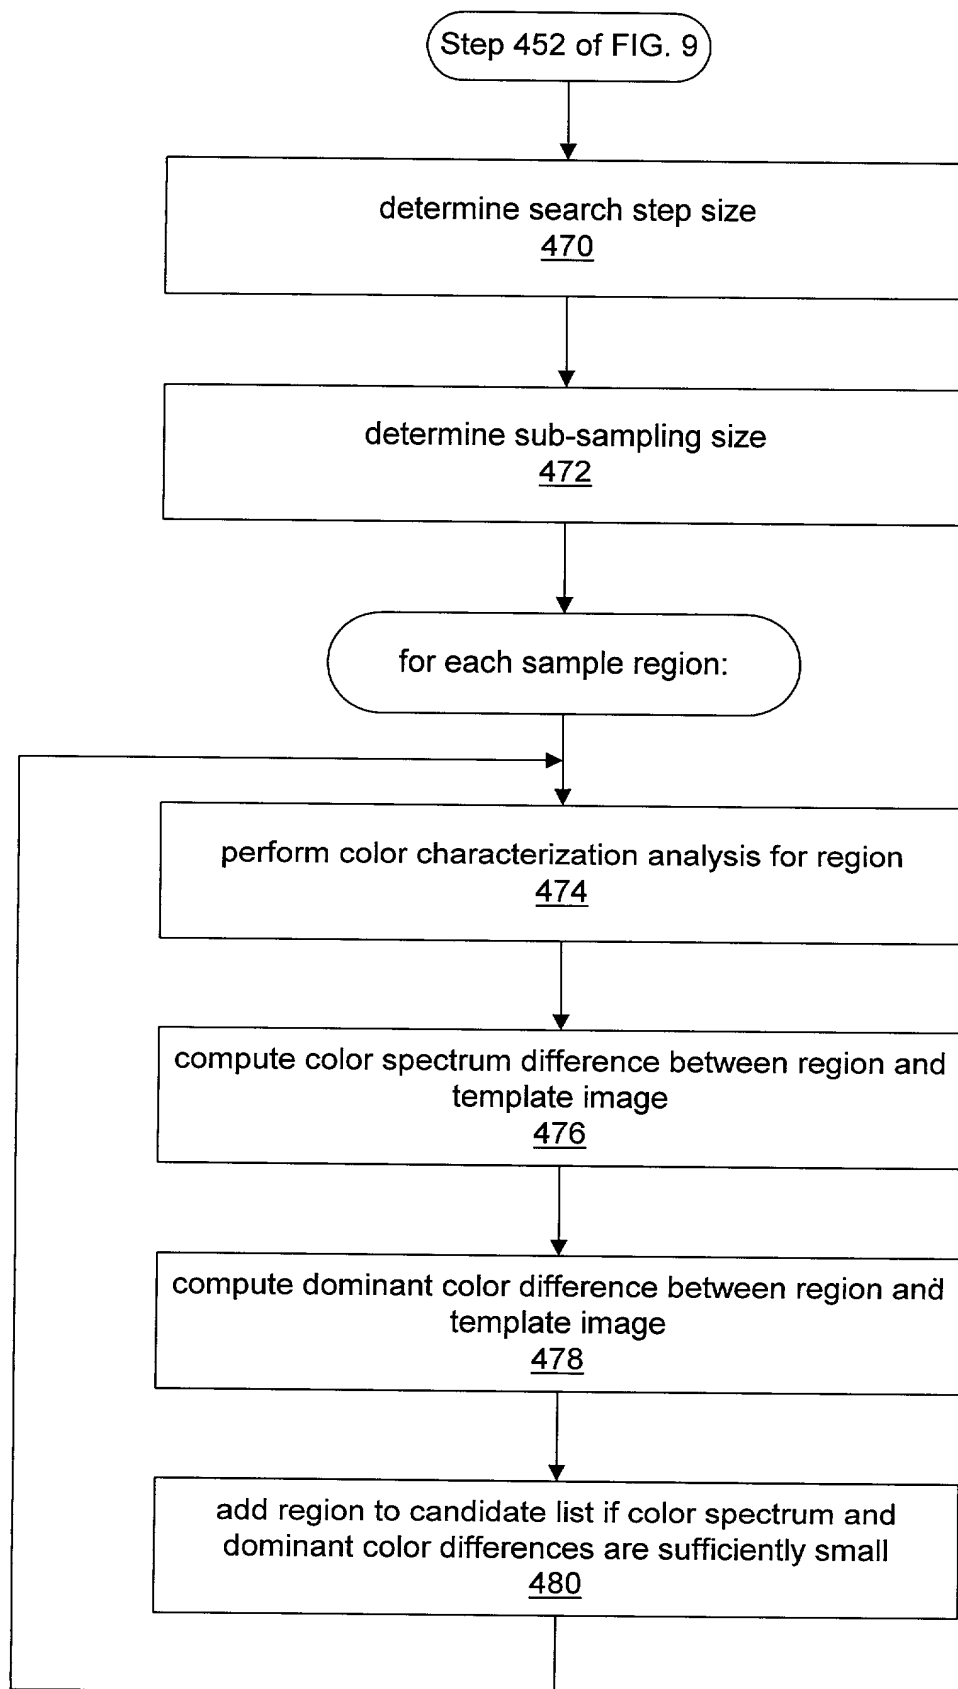 Step 452 of FIG. 9
determine search step size
470
determine sub-sampling size
472
for each sample region:
perform color characterization analysis for region
474
compute color spectrum difference between region and
template image
476
compute dominant color difference between region and
template image
478
add region to candidate list if color spectrum and
dominant color differences are sufficiently small
480